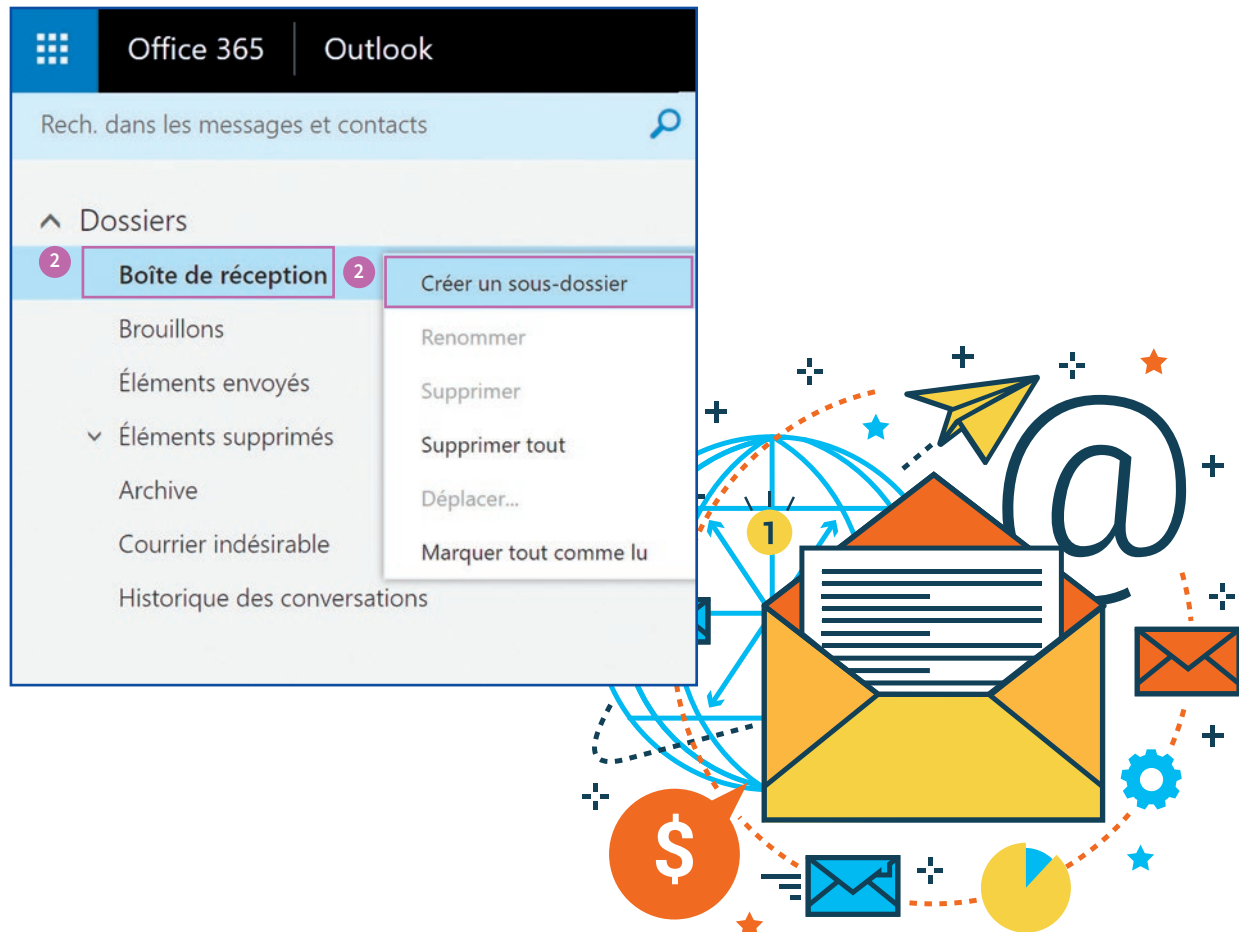 Office 365 Outlook
Rech. dans les messages et contacts
Dossiers
2 Boîte de réception 2 Créer un sous-dossier
Brouillons
Renommer
Éléments envoyés
Supprimer
Éléments supprimés
Supprimer tout
Archive
Déplacer...
Courrier indésirable
Marquer tout comme lu
Historique des conversations
@
1
$